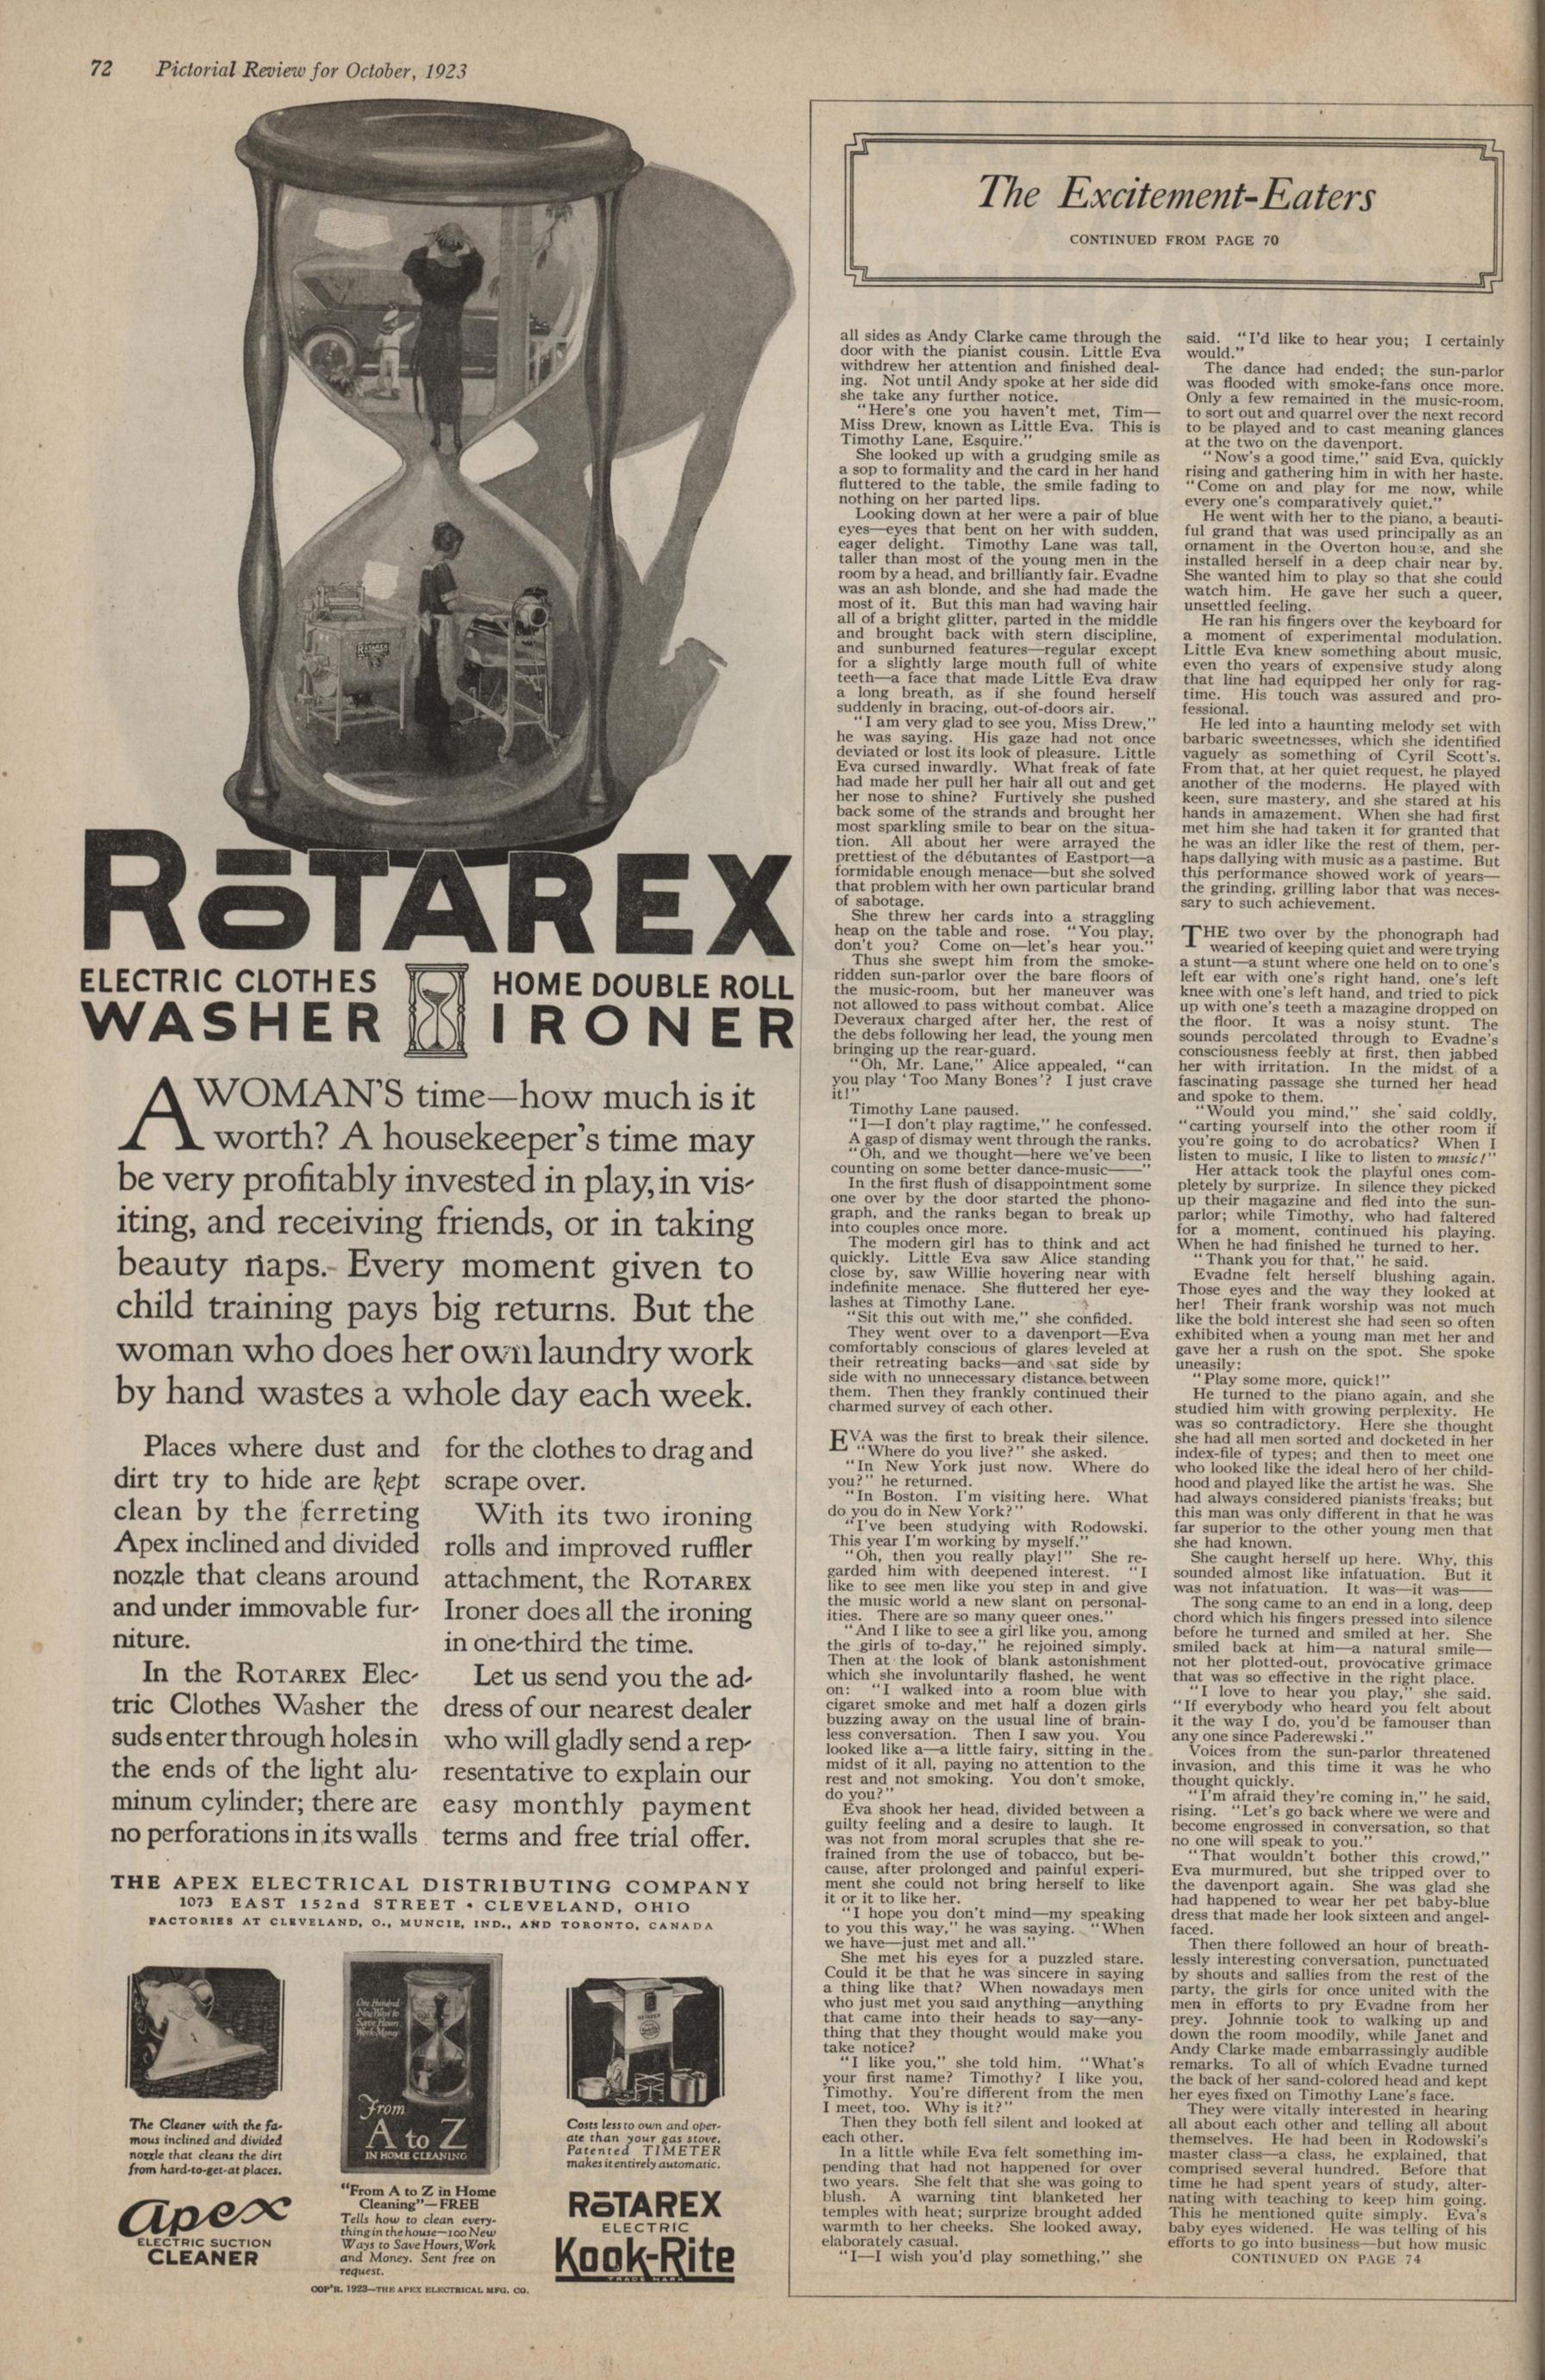 72 Pictorial Review for October, 1923
ROTAREX
ELECTRIC CLOTHES
WASHER
HOME DOUBLE ROLL
IRONER
A WOMAN'S time—how much is it
worth? A housekeeper's time may
be very profitably invested in play, in vis-
iting, and receiving friends, or in taking
beauty naps. Every moment given to
child training pays big returns. But the
woman who does her own laundry work
by hand wastes a whole day each week.
Places where dust and
dirt try to hide are kept
clean by the ferreting
Apex inclined and divided
nozzle that cleans around
and under immovable fur-
niture.
In the ROTAREX Elec-
tric Clothes Washer the
suds enter through holes in
the ends of the light alu-
minum cylinder; there are
no perforations in its walls
for the clothes to drag and
scrape over.
With its two ironing
rolls and improved ruffler
attachment, the ROTAREX
Ironer does all the ironing
in one-third the time.
Let us send you the ad-
dress of our nearest dealer
who will gladly send a rep-
resentative to explain our
easy monthly payment
terms and free trial offer.
THE APEX ELECTRICAL DISTRIBUTING COMPANY
1073 EAST 152nd STREET • CLEVELAND, OHIO
FACTORIES AT CLEVELAND, O., MUNCIE, IND., AND TORONTO, CANADA
The Cleaner with the fa-
mous inclined and divided
nozzle that cleans the dirt
from hard-to-get-at places.
apex
ELECTRIC SUCTION
CLEANER
One Hundred
New Ways to
Save Hours
Work-Money
From
A to Z
IN HOME CLEANING
"From A to Z in Home
Cleaning"—FREE
Tells how to clean every-
thing in the house—100 New
Ways to Save Hours, Work
and Money. Sent free on
request.
COP'R. 1923—THE APEX ELECTRICAL MFG. CO.
Costs less to own and oper-
ate than your gas stove.
Patented TIMETER
makes it entirely automatic.
ROTAREX
ELECTRIC
Kook-Rite
TRADE MARK
The Excitement-Eaters
CONTINUED FROM PAGE 70
all sides as Andy Clarke came through the
door with the pianist cousin. Little Eva
withdrew her attention and finished deal-
ing. Not until Andy spoke at her side did
she take any further notice.
"Here's one you haven't met, Tim—
Miss Drew, known as Little Eva. This is
Timothy Lane, Esquire."
She looked up with a grudging smile as
a sop to formality and the card in her hand
fluttered to the table, the smile fading to
nothing on her parted lips.
Looking down at her were a pair of blue
eyes—eyes that bent on her with sudden,
eager delight. Timothy Lane was tall,
taller than most of the young men in the
room by a head, and brilliantly fair. Evadne
was an ash blonde, and she had made the
most of it. But this man had waving hair
all of a bright glitter, parted in the middle
and brought back with stern discipline,
and sunburned features—regular except
for a slightly large mouth full of white
teeth—a face that made Little Eva draw
a long breath, as if she found herself
suddenly in bracing, out-of-doors air.
"I am very glad to see you, Miss Drew,"
he was saying. His gaze had not once
deviated or lost its look of pleasure. Little
Eva cursed inwardly. What freak of fate
had made her pull her hair all out and get
her nose to shine? Furtively she pushed
back some of the strands and brought her
most sparkling smile to bear on the situa-
tion. All about her were arrayed the
prettiest of the débutantes of Eastport—a
formidable enough menace—but she solved
that problem with her own particular brand
of sabotage.
She threw her cards into a straggling
heap on the table and rose. "You play,
don't you? Come on—let's hear you."
Thus she swept him from the smoke-
ridden sun-parlor over the bare floors of
the music-room, but her maneuver was
not allowed to pass without combat. Alice
Deveraux charged after her, the rest of
the debs following her lead, the young men
bringing up the rear-guard.
"Oh, Mr. Lane," Alice appealed, "can
you play 'Too Many Bones'? I just crave
it!"
Timothy Lane paused.
"I—I don't play ragtime," he confessed.
A gasp of dismay went through the ranks.
"Oh, and we thought—here we've been
counting on some better dance-music——"
In the first flush of disappointment some
one over by the door started the phono-
graph, and the ranks began to break up
into couples once more.
The modern girl has to think and act
quickly. Little Eva saw Alice standing
close by, saw Willie hovering near with
indefinite menace. She fluttered her eye-
lashes at Timothy Lane.
"Sit this out with me," she confided.
They went over to a davenport—Eva
comfortably conscious of glares leveled at
their retreating backs—and sat side by
side with no unnecessary distance between
them. Then they frankly continued their
charmed survey of each other.
EVA was the first to break their silence.
"Where do you live?" she asked.
"In New York just now. Where do
you?" he returned.
"In Boston. I'm visiting here. What
do you do in New York?"
"I've been studying with Rodowski.
This year I'm working by myself."
"Oh, then you really play!" She re-
garded him with deepened interest. "I
like to see men like you step in and give
the music world a new slant on personal-
ities. There are so many queer ones."
"And I like to see a girl like you, among
the girls of to-day," he rejoined simply.
Then at the look of blank astonishment
which she involuntarily flashed, he went
on: "I walked into a room blue with
cigaret smoke and met half a dozen girls
buzzing away on the usual line of brain-
less conversation. Then I saw you. You
looked like a—a little fairy, sitting in the
midst of it all, paying no attention to the
rest and not smoking. You don't smoke,
do you?"
Eva shook her head, divided between a
guilty feeling and a desire to laugh. It
was not from moral scruples that she re-
frained from the use of tobacco, but be-
cause, after prolonged and painful experi-
ment she could not bring herself to like
it or it to like her.
"I hope you don't mind—my speaking
to you this way," he was saying. "When
we have—just met and all."
She met his eyes for a puzzled stare.
Could it be that he was sincere in saying
a thing like that? When nowadays men
who just met you said anything—anything
that came into their heads to say—any-
thing that they thought would make you
take notice?
"I like you," she told him. "What's
your first name? Timothy? I like you,
Timothy. You're different from the men
I meet, too. Why is it?"
Then they both fell silent and looked at
each other.
In a little while Eva felt something im-
pending that had not happened for over
two years. She felt that she was going to
blush. A warning tint blanketed her
temples with heat; surprise brought added
warmth to her cheeks. She looked away,
elaborately casual.
"I—I wish you'd play something," she
said. "I'd like to hear you; I certainly
would."
The dance had ended; the sun-parlor
was flooded with smoke-fans once more.
Only a few remained in the music-room,
to sort out and quarrel over the next record
to be played and to cast meaning glances
at the two on the davenport.
"Now's a good time," said Eva, quickly
rising and gathering him in with her haste.
"Come on and play for me now, while
every one's comparatively quiet."
He went with her to the piano, a beauti-
ful grand that was used principally as an
ornament in the Overton house, and she
installed herself in a deep chair near by.
She wanted him to play so that she could
watch him. He gave her such a queer,
unsettled feeling.
He ran his fingers over the keyboard for
a moment of experimental modulation.
Little Eva knew something about music,
even tho years of expensive study along
that line had equipped her only for rag-
time. His touch was assured and pro-
fessional.
He led into a haunting melody set with
barbaric sweetnesses, which she identified
vaguely as something of Cyril Scott's.
From that, at her quiet request, he played
another of the moderns. He played with
keen, sure mastery, and she stared at his
hands in amazement. When she had first
met him she had taken it for granted that
he was an idler like the rest of them, per-
haps dallying with music as a pastime. But
this performance showed work of years—
the grinding, grilling labor that was neces-
sary to such achievement.
THE two over by the phonograph had
wearied of keeping quiet and were trying
a stunt—a stunt where one held on to one's
left ear with one's right hand, one's left
knee with one's left hand, and tried to pick
up with one's teeth a mazagine dropped on
the floor. It was a noisy stunt. The
sounds percolated through to Evadne's
consciousness feebly at first, then jabbed
her with irritation. In the midst of a
fascinating passage she turned her head
and spoke to them.
"Would you mind," she said coldly,
"carting yourself into the other room if
you're going to do acrobatics? When I
listen to music, I like to listen to music!"
Her attack took the playful ones com-
pletely by surprise. In silence they picked
up their magazine and fled into the sun-
parlor; while Timothy, who had faltered
for a moment, continued his playing.
When he had finished he turned to her.
"Thank you for that," he said.
Evadne felt herself blushing again.
Those eyes and the way they looked at
her! Their frank worship was not much
like the bold interest she had seen so often
exhibited when a young man met her and
gave her a rush on the spot. She spoke
uneasily:
"Play some more, quick!"
He turned to the piano again, and she
studied him with growing perplexity. He
was so contradictory. Here she thought
she had all men sorted and docketed in her
index-file of types; and then to meet one
who looked like the ideal hero of her child-
hood and played like the artist he was. She
had always considered pianists freaks; but
this man was only different in that he was
far superior to the other young men that
she had known.
She caught herself up here. Why, this
sounded almost like infatuation. But it
was not infatuation. It was—it was——
The song came to an end in a long, deep
chord which his fingers pressed into silence
before he turned and smiled at her. She
smiled back at him—a natural smile—
not her plotted-out, provocative grimace
that was so effective in the right place.
"I love to hear you play," she said.
"If everybody who heard you felt about
it the way I do, you'd be famouser than
any one since Paderewski."
Voices from the sun-parlor threatened
invasion, and this time it was he who
thought quickly.
"I'm afraid they're coming in," he said,
rising. "Let's go back where we were and
become engrossed in conversation, so that
no one will speak to you."
"That wouldn't bother this crowd,"
Eva murmured, but she tripped over to
the davenport again. She was glad she
had happened to wear her pet baby-blue
dress that made her look sixteen and angel-
faced.
Then there followed an hour of breath-
lessly interesting conversation, punctuated
by shouts and sallies from the rest of the
party, the girls for once united with the
men in efforts to pry Evadne from her
prey. Johnnie took to walking up and
down the room moodily, while Janet and
Andy Clarke made embarrassingly audible
remarks. To all of which Evadne turned
the back of her sand-colored head and kept
her eyes fixed on Timothy Lane's face.
They were vitally interested in hearing
all about each other and telling all about
themselves. He had been in Rodowski's
master class—a class, he explained, that
comprised several hundred. Before that
time he had spent years of study, alter-
nating with teaching to keep him going.
This he mentioned quite simply. Eva's
baby eyes widened. He was telling of his
efforts to go into business—but how music
CONTINUED ON PAGE 74